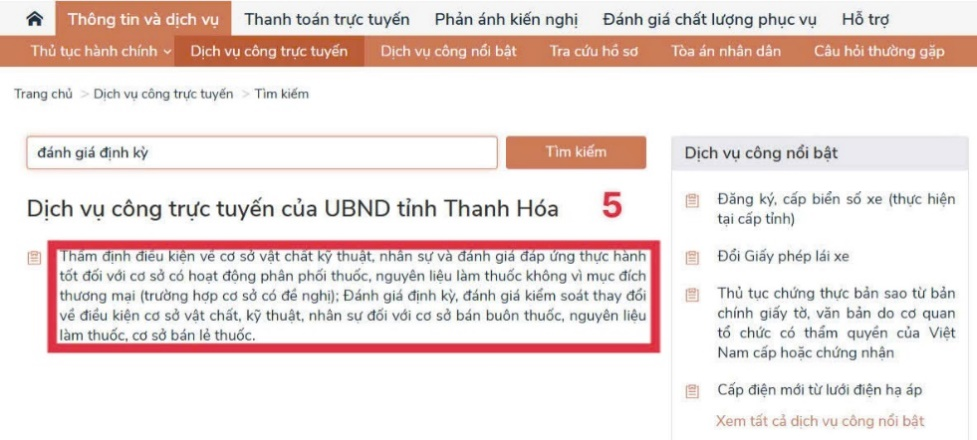 Thông tin và dịch vụ Thanh toán trực tuyến Phản ánh kiến nghị Đánh giá chất lượng phục vụ Hỗ trợ
Thủ tục hành chính Dịch vụ công trực tuyến Dịch vụ công nổi bật Tra cứu hồ sơ Tòa án nhân dân Câu hỏi thường gặp
Trang chủ > Dịch vụ công trực tuyến > Tìm kiếm
đánh giá định kỳ Tìm kiếm
Dịch vụ công trực tuyến của UBND tỉnh Thanh Hóa 5
Thẩm định điều kiện về cơ sở vật chất kỹ thuật, nhân sự và đánh giá đáp ứng thực hành
tốt đối với cơ sở có hoạt động phân phối thuốc, nguyên liệu làm thuốc không vì mục đích
thương mại (trường hợp cơ sở có đề nghị); Đánh giá định kỳ, đánh giá kiểm soát thay đổi
về điều kiện cơ sở vật chất, kỹ thuật, nhân sự đối với cơ sở bán buôn thuốc, nguyên liệu
làm thuốc, cơ sở bán lẻ thuốc.
Dịch vụ công nổi bật
Đăng ký, cấp biển số xe (thực hiện
tại cấp tỉnh)
Đổi Giấy phép lái xe
Thủ tục chứng thực bản sao từ bản
chính giấy tờ, văn bản do cơ quan
tổ chức có thẩm quyền của Việt
Nam cấp hoặc chứng nhận
Cấp điện mới từ lưới điện hạ áp
Xem tất cả dịch vụ công nổi bật